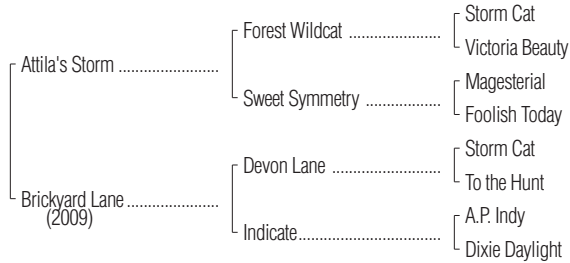 Storm Cat
Forest Wildcat ........................
Victoria Beauty
Attila's Storm ..........................
Magesterial
Sweet Symmetry ...................
Foolish Today
Storm Cat
Devon Lane ............................
To the Hunt
Brickyard Lane ........................
(2009)
A.P. Indy
Indicate.....................................
Dixie Daylight